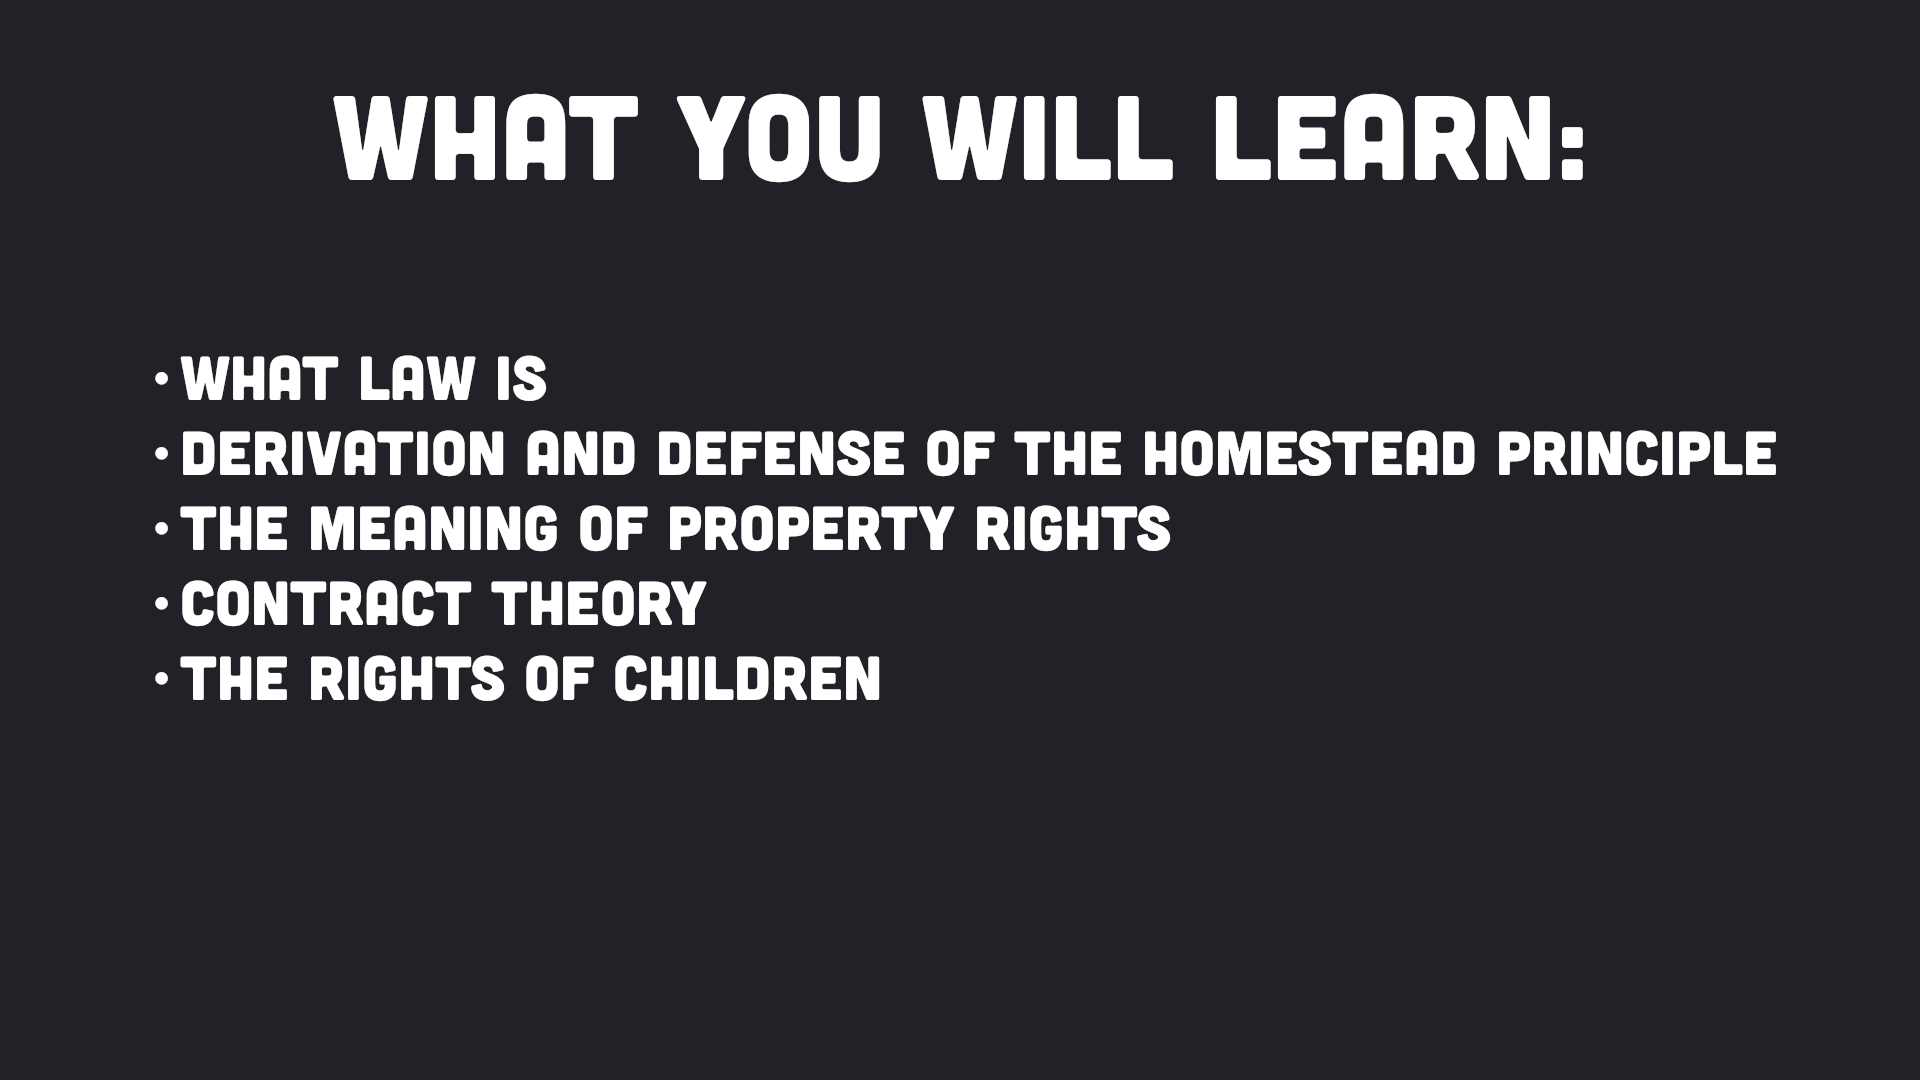 WHAT YOU WILL LEARN:
• WHAT LAW IS
• DERIVATION AND DEFENSE OF THE HOMESTEAD PRINCIPLE
• THE MEANING OF PROPERTY RIGHTS
• CONTRACT THEORY
• THE RIGHTS OF CHILDREN